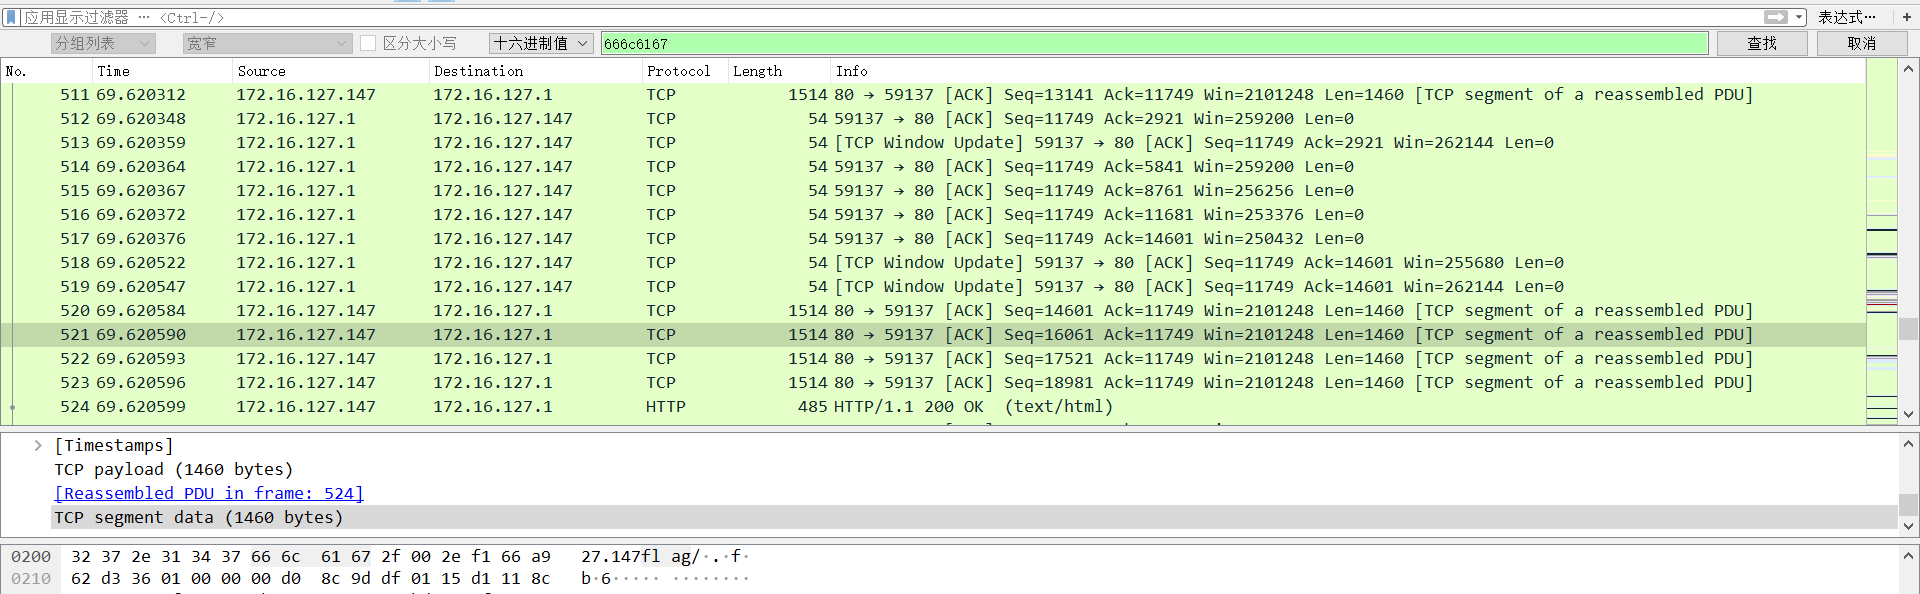 应用显示过滤器 … <Ctrl-/> 表达式… +
分组列表 宽窄 区分大小写 十六进制值 666c6167 查找 取消
No. Time Source Destination Protocol Length Info
511 69.620312 172.16.127.147 172.16.127.1 TCP 1514 80 → 59137 [ACK] Seq=13141 Ack=11749 Win=2101248 Len=1460 [TCP segment of a reassembled PDU]
512 69.620348 172.16.127.1 172.16.127.147 TCP 54 59137 → 80 [ACK] Seq=11749 Ack=2921 Win=259200 Len=0
513 69.620359 172.16.127.1 172.16.127.147 TCP 54 [TCP Window Update] 59137 → 80 [ACK] Seq=11749 Ack=2921 Win=262144 Len=0
514 69.620364 172.16.127.1 172.16.127.147 TCP 54 59137 → 80 [ACK] Seq=11749 Ack=5841 Win=259200 Len=0
515 69.620367 172.16.127.1 172.16.127.147 TCP 54 59137 → 80 [ACK] Seq=11749 Ack=8761 Win=256256 Len=0
516 69.620372 172.16.127.1 172.16.127.147 TCP 54 59137 → 80 [ACK] Seq=11749 Ack=11681 Win=253376 Len=0
517 69.620376 172.16.127.1 172.16.127.147 TCP 54 59137 → 80 [ACK] Seq=11749 Ack=14601 Win=250432 Len=0
518 69.620522 172.16.127.1 172.16.127.147 TCP 54 [TCP Window Update] 59137 → 80 [ACK] Seq=11749 Ack=14601 Win=255680 Len=0
519 69.620547 172.16.127.1 172.16.127.147 TCP 54 [TCP Window Update] 59137 → 80 [ACK] Seq=11749 Ack=14601 Win=262144 Len=0
520 69.620584 172.16.127.147 172.16.127.1 TCP 1514 80 → 59137 [ACK] Seq=14601 Ack=11749 Win=2101248 Len=1460 [TCP segment of a reassembled PDU]
521 69.620590 172.16.127.147 172.16.127.1 TCP 1514 80 → 59137 [ACK] Seq=16061 Ack=11749 Win=2101248 Len=1460 [TCP segment of a reassembled PDU]
522 69.620593 172.16.127.147 172.16.127.1 TCP 1514 80 → 59137 [ACK] Seq=17521 Ack=11749 Win=2101248 Len=1460 [TCP segment of a reassembled PDU]
523 69.620596 172.16.127.147 172.16.127.1 TCP 1514 80 → 59137 [ACK] Seq=18981 Ack=11749 Win=2101248 Len=1460 [TCP segment of a reassembled PDU]
524 69.620599 172.16.127.147 172.16.127.1 HTTP 485 HTTP/1.1 200 OK (text/html)
[Timestamps]
TCP payload (1460 bytes)
[Reassembled PDU in frame: 524]
TCP segment data (1460 bytes)
0200 32 37 2e 31 34 37 66 6c 61 67 2f 00 2e f1 66 a9 27.147fl ag/·.·f·
0210 62 d3 36 01 00 00 00 d0 8c 9d df 01 15 d1 11 8c b·6····· ········